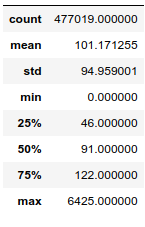 count 477019.000000
mean 101.171255
std 94.959001
min 0.000000
25% 46.000000
50% 91.000000
75% 122.000000
max 6425.000000